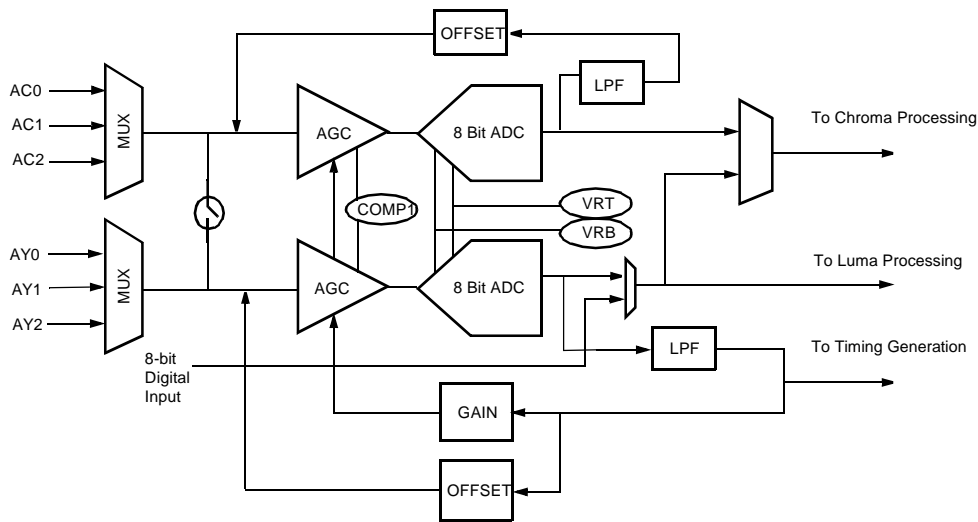 OFFSET
LPF
AC0
AC1
AC2
MUX
AGC
8 Bit ADC
To Chroma Processing
COMP1
VRT
VRB
AY0
AY1
AY2
MUX
AGC
8 Bit ADC
To Luma Processing
8-bit
Digital
Input
LPF
To Timing Generation
GAIN
OFFSET